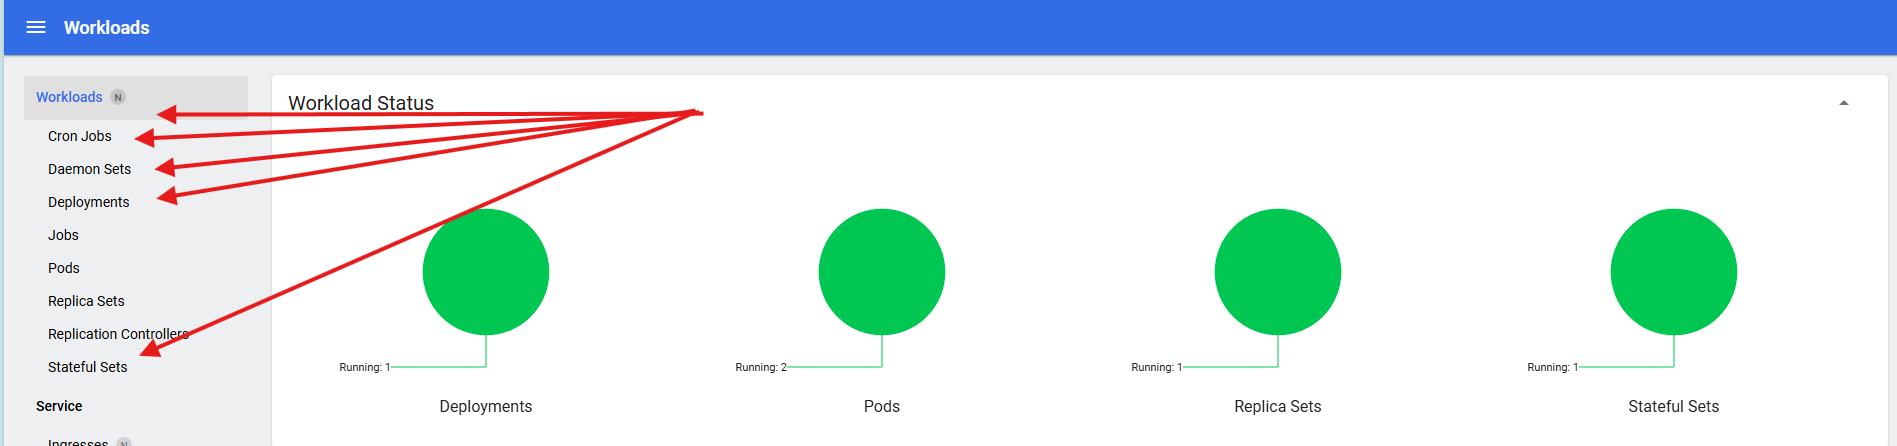 Workloads
Workloads N
Cron Jobs
Daemon Sets
Deployments
Jobs
Pods
Replica Sets
Replication Controllers
Stateful Sets
Service
Ingresses N
Workload Status
Running: 1
Deployments
Running: 2
Pods
Running: 1
Replica Sets
Running: 1
Stateful Sets